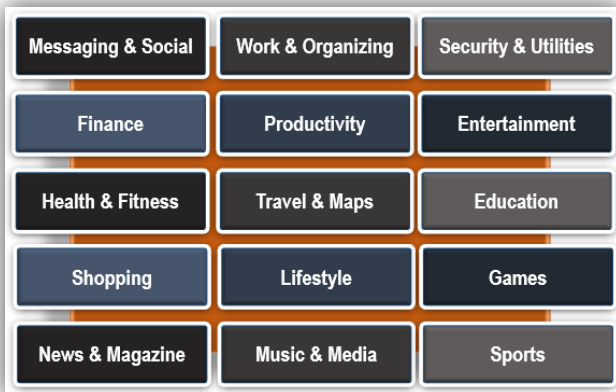 Messaging & Social
Work & Organizing
Security & Utilities
Finance
Productivity
Entertainment
Health & Fitness
Travel & Maps
Education
Shopping
Lifestyle
Games
News & Magazine
Music & Media
Sports